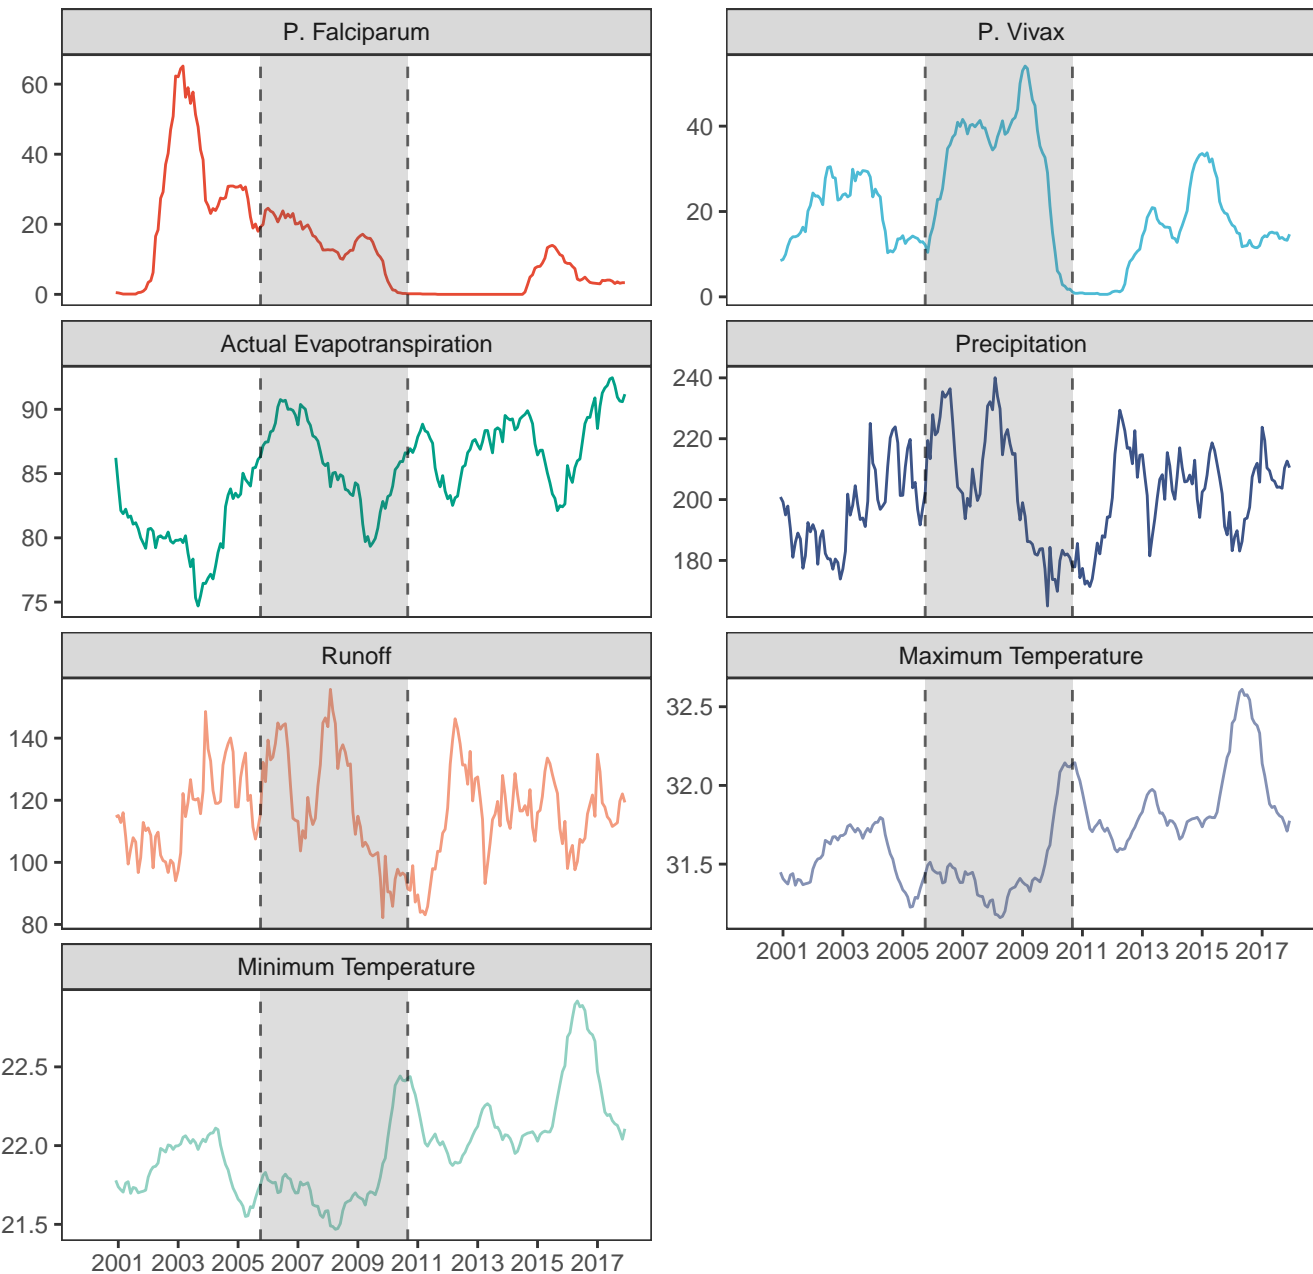 P. Falciparum
60
40
20
0
P. Vivax
40
20
0
Actual Evapotranspiration
90
85
80
75
Precipitation
240
220
200
180
Runoff
140
120
100
80
Maximum Temperature
32.5
32.0
31.5
2001 2003 2005 2007 2009 2011 2013 2015 2017
Minimum Temperature
22.5
22.0
21.5
2001 2003 2005 2007 2009 2011 2013 2015 2017